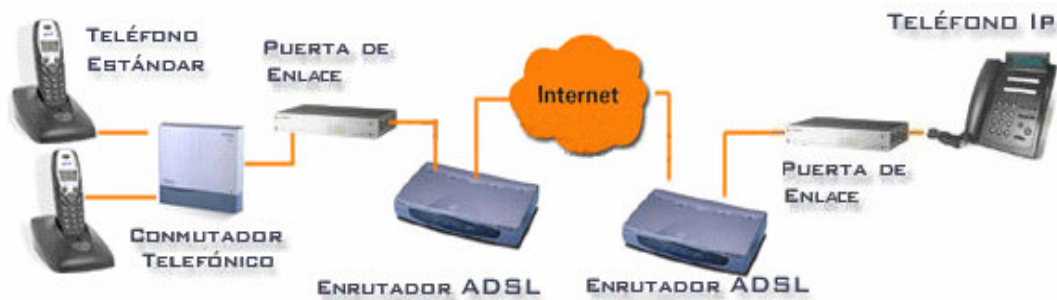 TELÉFONO
ESTÁNDAR
PUERTA DE
ENLACE
CONMUTADOR
TELEFÓNICO
ENRUTADOR ADSL
Internet
ENRUTADOR ADSL
PUERTA DE
ENLACE
TELÉFONO IP